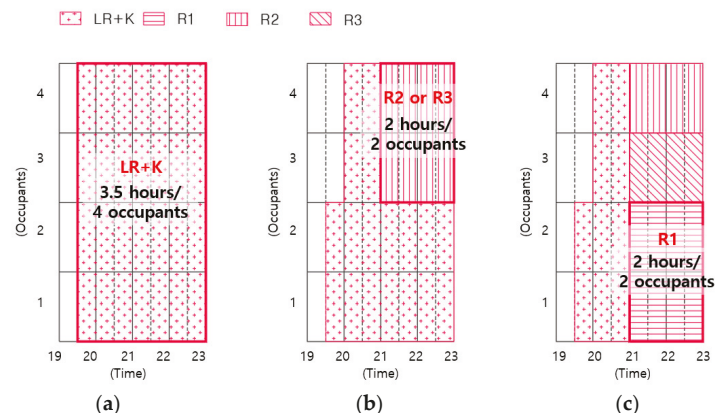 LR+K R1 R2 R3
(Occupants)
4
3
2
1
LR+K
3.5 hours/
4 occupants
19 20 21 22 23
(Time)
(a)
(Occupants)
4
3
2
1
R2 or R3
2 hours/
2 occupants
19 20 21 22 23
(Time)
(b)
(Occupants)
4
3
2
1
R1
2 hours/
2 occupants
19 20 21 22 23
(Time)
(c)